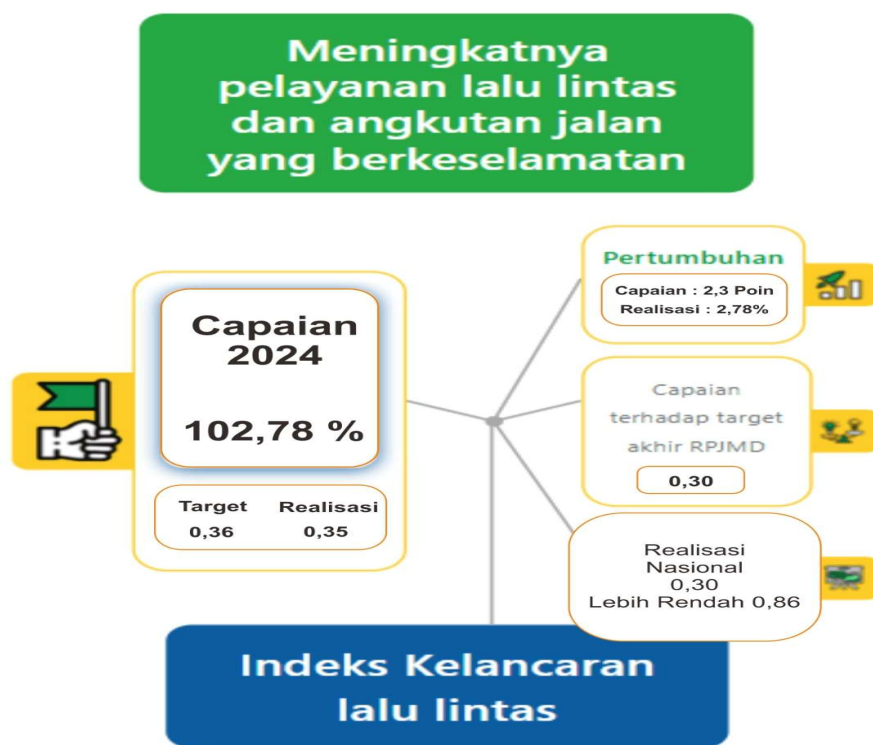 Meningkatnya
pelayanan lalu lintas
dan angkutan jalan
yang berkeselamatan
Capaian
2024
102,78 %
Target Realisasi
0,36 0,35
Pertumbuhan
Capaian : 2,3 Poin
Realisasi : 2,78%
Capaian
terhadap target
akhir RPJMD
0,30
Realisasi
Nasional
0,30
Lebih Rendah 0,86
Indeks Kelancaran
lalu lintas